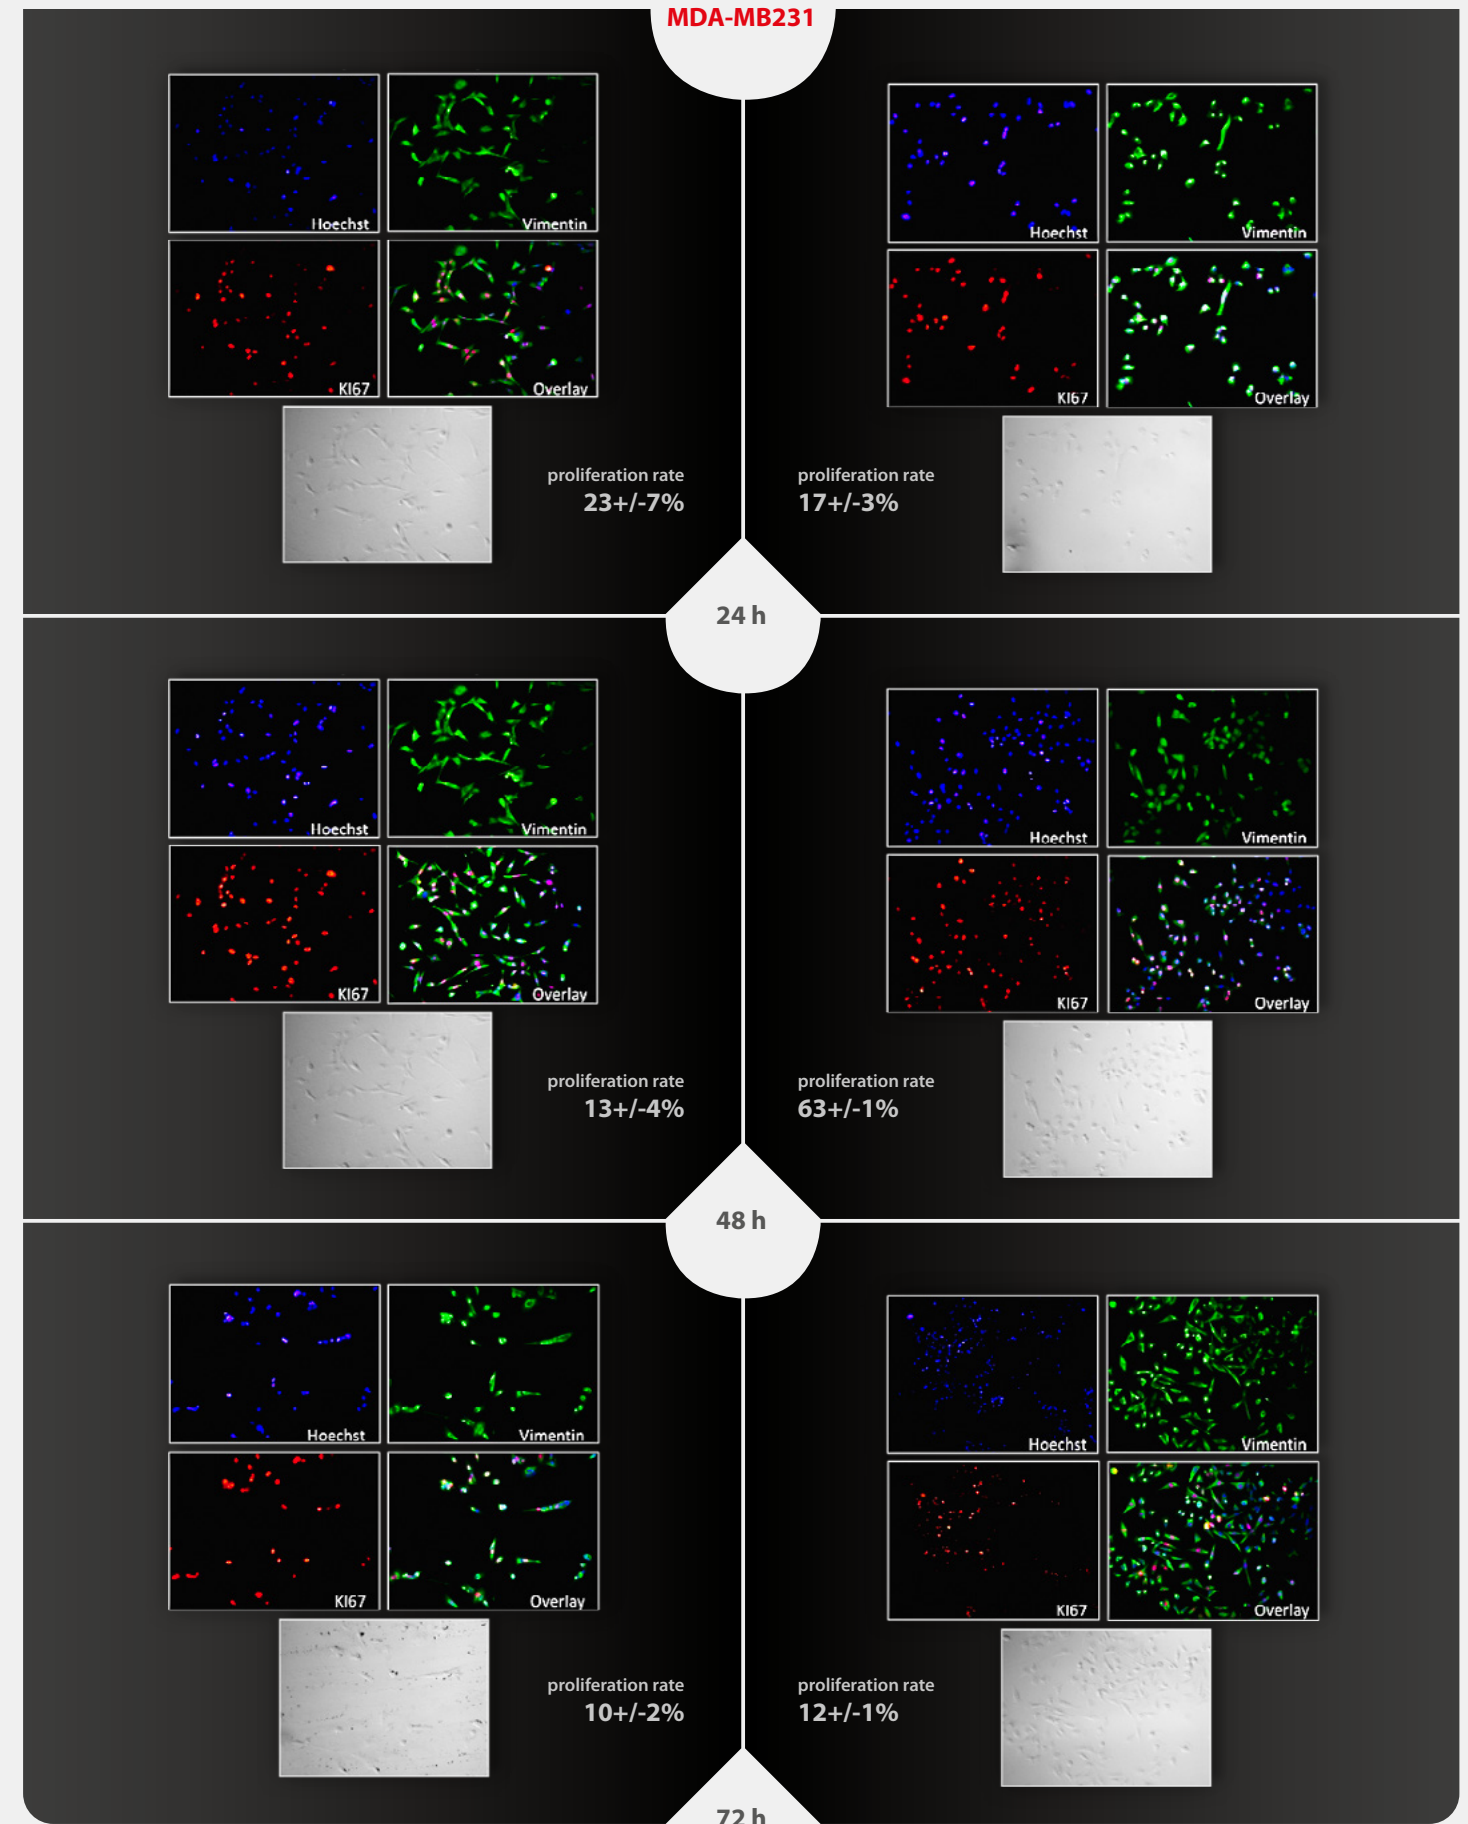 MDA-MB231
Hoechst
Vimentin
KI67
Overlay
proliferation rate
23+/-7%
Hoechst
Vimentin
KI67
Overlay
proliferation rate
17+/-3%
24 h
Hoechst
Vimentin
KI67
Overlay
proliferation rate
13+/-4%
Hoechst
Vimentin
KI67
Overlay
proliferation rate
63+/-1%
48 h
Hoechst
Vimentin
KI67
Overlay
proliferation rate
10+/-2%
Hoechst
Vimentin
KI67
Overlay
proliferation rate
12+/-1%
72 h